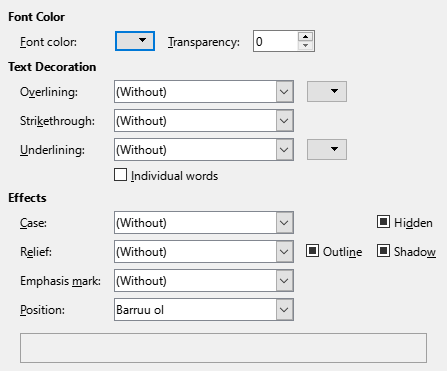 Font Color
Font color: Transparency: 0
Text Decoration
Overlining: (Without)
Strikethrough: (Without)
Underlining: (Without)
Individual words
Effects
Case: (Without) Hidden
Relief: (Without) Outline Shadow
Emphasis mark: (Without)
Position: Barruu ol